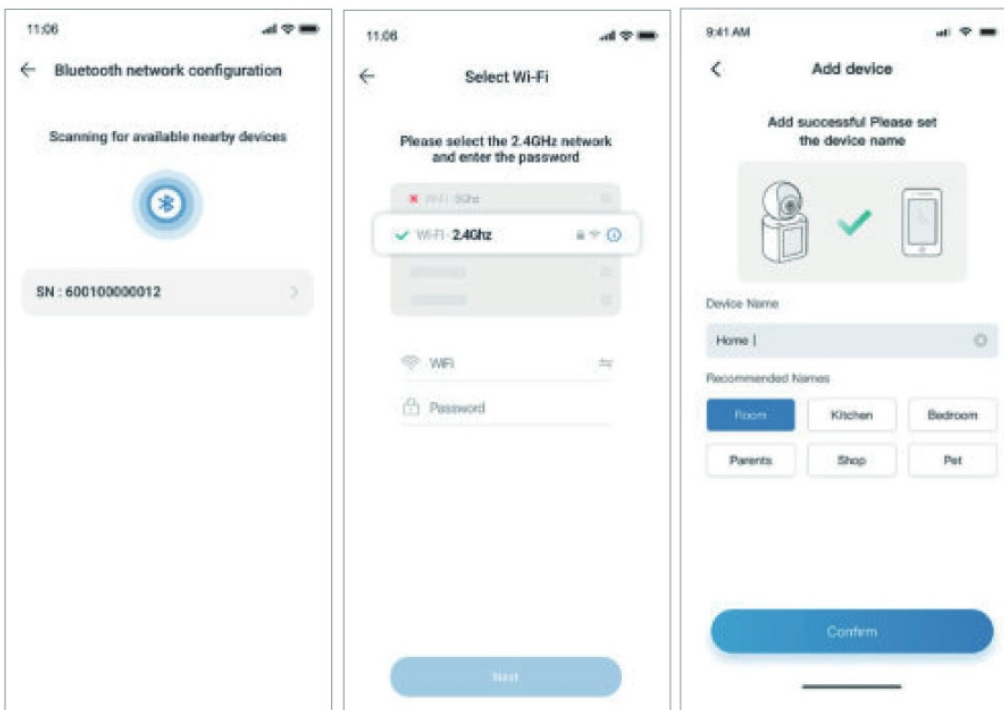 11:06
Bluetooth network configuration
Scanning for available nearby devices
SN : 600100000012
11:06
Select Wi-Fi
Please select the 2.4GHz network
and enter the password
Wi-Fi - 5Ghz
Wi-Fi - 2.4Ghz
WiFi
Password
Next
9:41 AM
Add device
Add successful Please set
the device name
Device Name
Home
Recommended Names
Room Kitchen Bedroom
Parents Shop Pet
Confirm